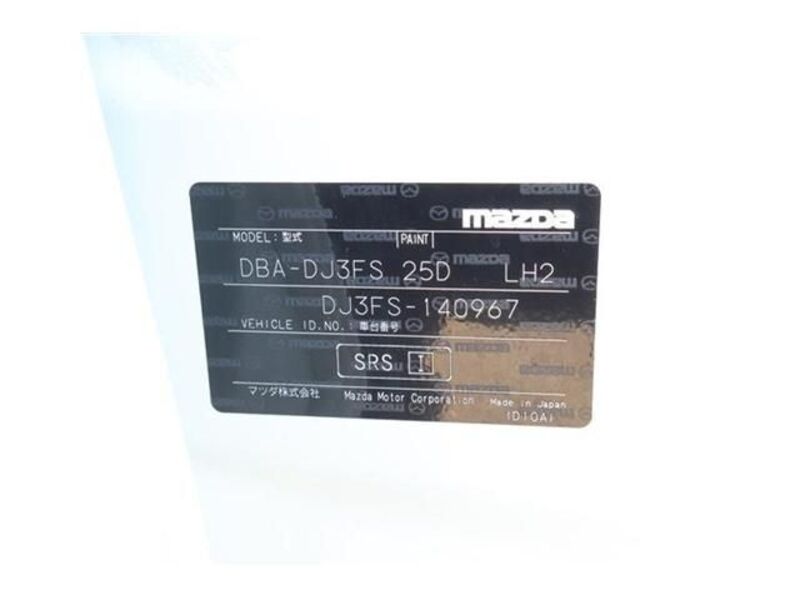 mazda
MODEL: 型式 PAINT
DBA-DJ3FS 25D LH2
DJ3FS-140967
VEHICLE ID.NO.: 車台番号
SRS I
マツダ株式会社 Mazda Motor Corporation Made in Japan
ID10A1